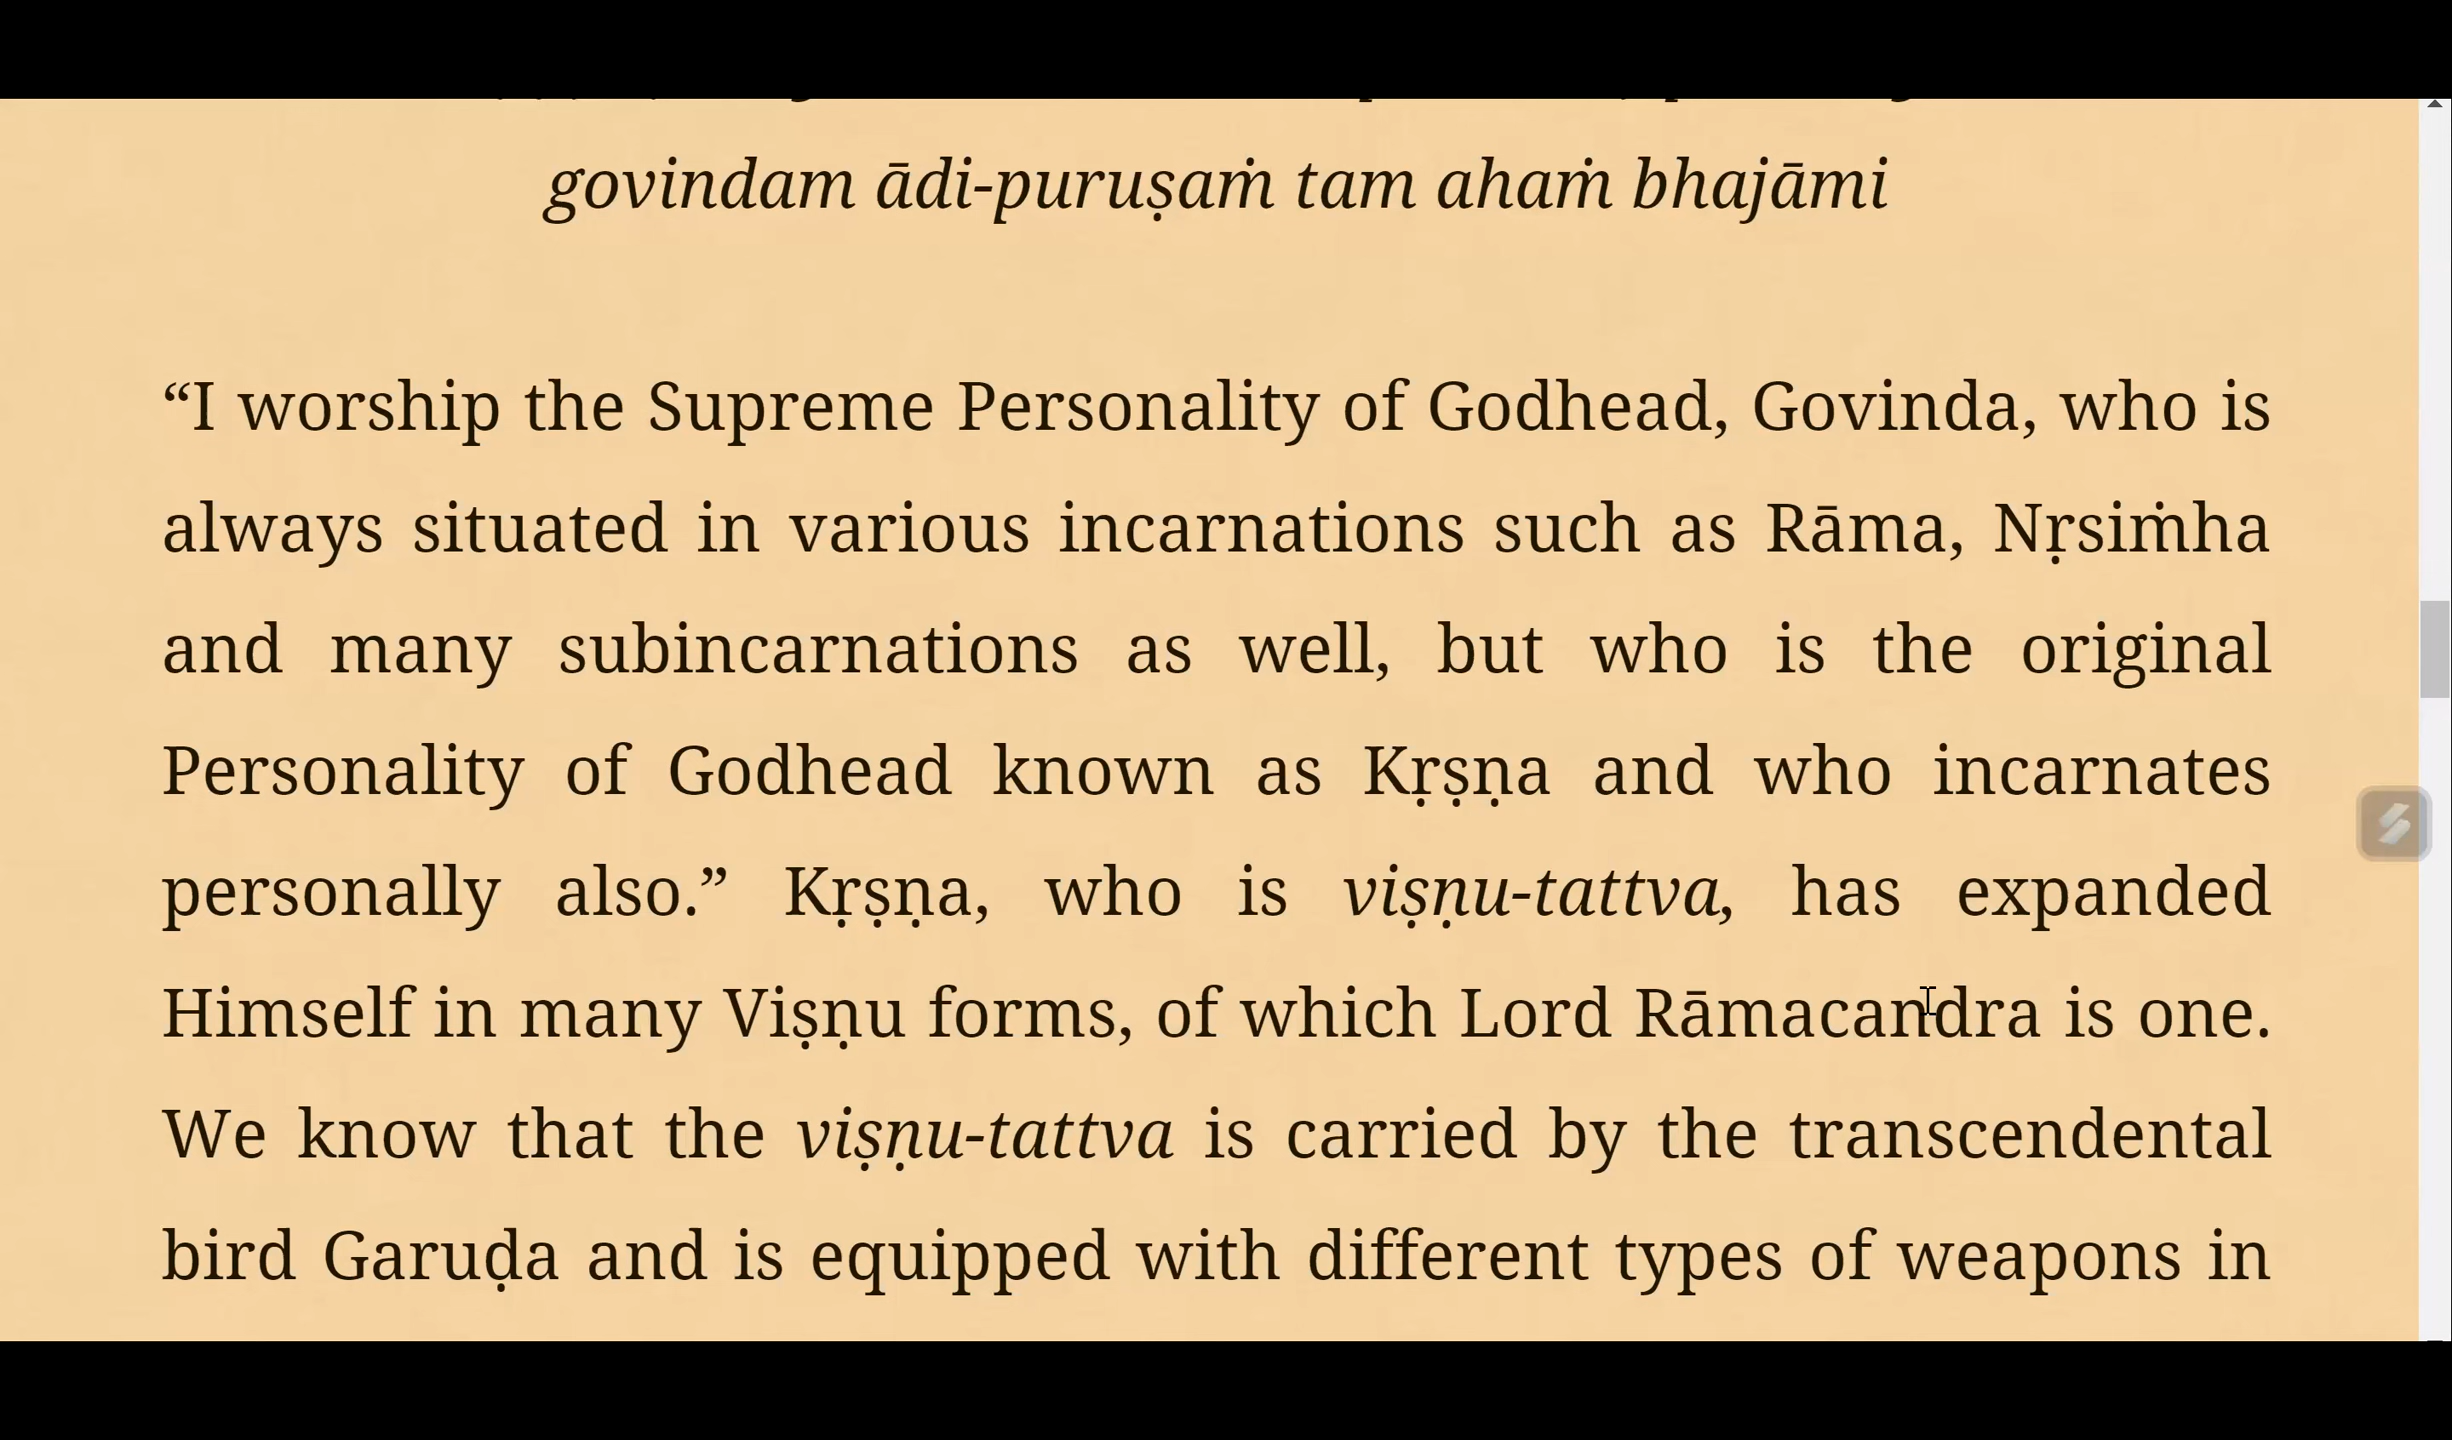 govindam ādi-puruṣaṁ tam ahaṁ bhajāmi
“I worship the Supreme Personality of Godhead, Govinda, who is
always situated in various incarnations such as Rāma, Nṛsiṁha
and many subincarnations as well, but who is the original
Personality of Godhead known as Kṛṣṇa and who incarnates
personally also.” Kṛṣṇa, who is viṣṇu-tattva, has expanded
Himself in many Viṣṇu forms, of which Lord Rāmacandra is one.
We know that the viṣṇu-tattva is carried by the transcendental
bird Garuḍa and is equipped with different types of weapons in